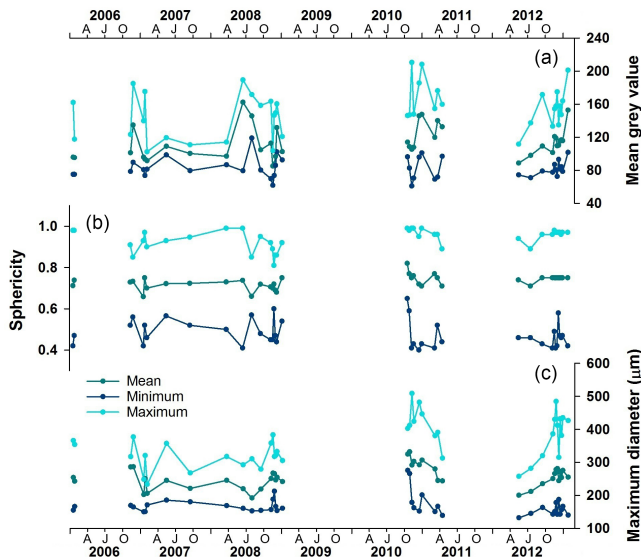 2006 2007 2008 2009 2010 2011 2012
A J O A J O A J O A J O A J O A J O A J O
(a)
240
200
160
120
80
40
Mean grey value
(b)
1.0
0.8
0.6
0.4
Sphericity
Mean
Minimum
Maximum
(c)
600
500
400
300
200
100
Maximum diameter (µm)
A J O A J O A J O A J O A J O A J O A J O
2006 2007 2008 2009 2010 2011 2012